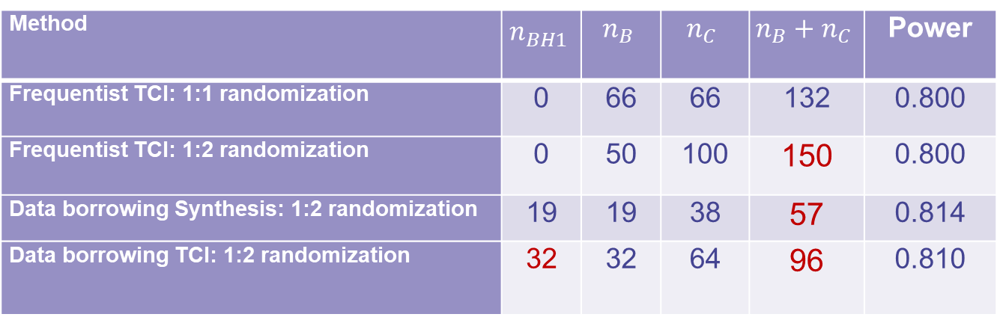 Method n_{BH1} n_B n_C n_B + n_C Power
Frequentist TCI: 1:1 randomization 0 66 66 132 0.800
Frequentist TCI: 1:2 randomization 0 50 100 150 0.800
Data borrowing Synthesis: 1:2 randomization 19 19 38 57 0.814
Data borrowing TCI: 1:2 randomization 32 32 64 96 0.810